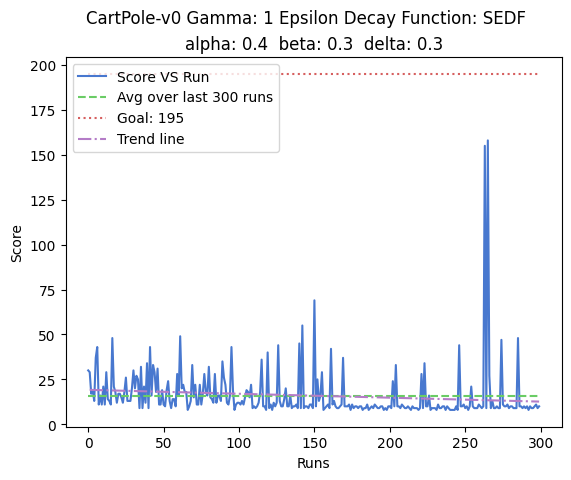 CartPole-v0 Gamma: 1 Epsilon Decay Function: SEDF
alpha: 0.4  beta: 0.3  delta: 0.3
Score VS Run
Avg over last 300 runs
Goal: 195
Trend line
200
175
150
125
100
75
50
25
0
Score
0 50 100 150 200 250 300
Runs